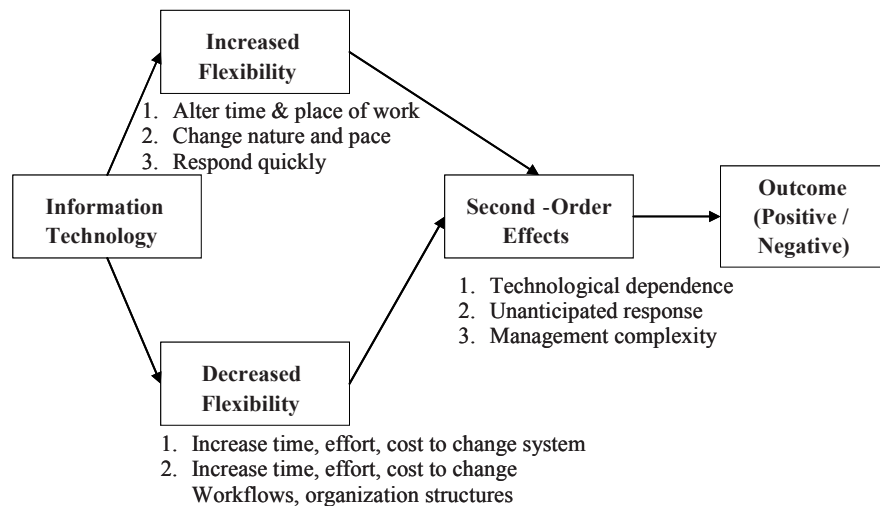 Increased
Flexibility
1. Alter time & place of work
2. Change nature and pace
3. Respond quickly
Information
Technology
Second -Order
Effects
1. Technological dependence
2. Unanticipated response
3. Management complexity
Outcome
(Positive /
Negative)
Decreased
Flexibility
1. Increase time, effort, cost to change system
2. Increase time, effort, cost to change
Workflows, organization structures